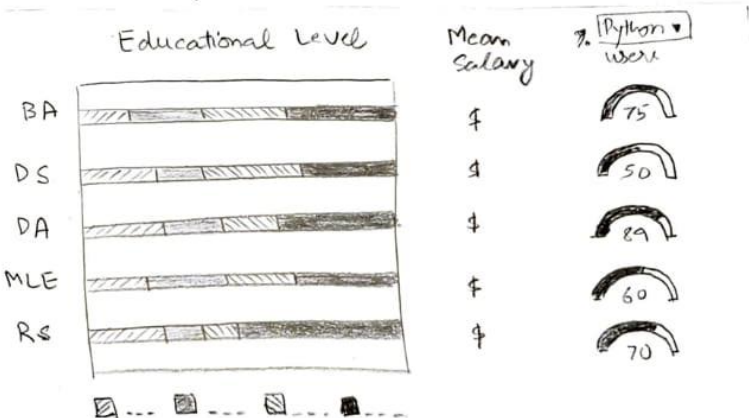 Educational Level
Mean Salary
% Python ▾ users
BA $ 75
DS $ 50
DA $ 89
MLE $ 60
RS $ 70